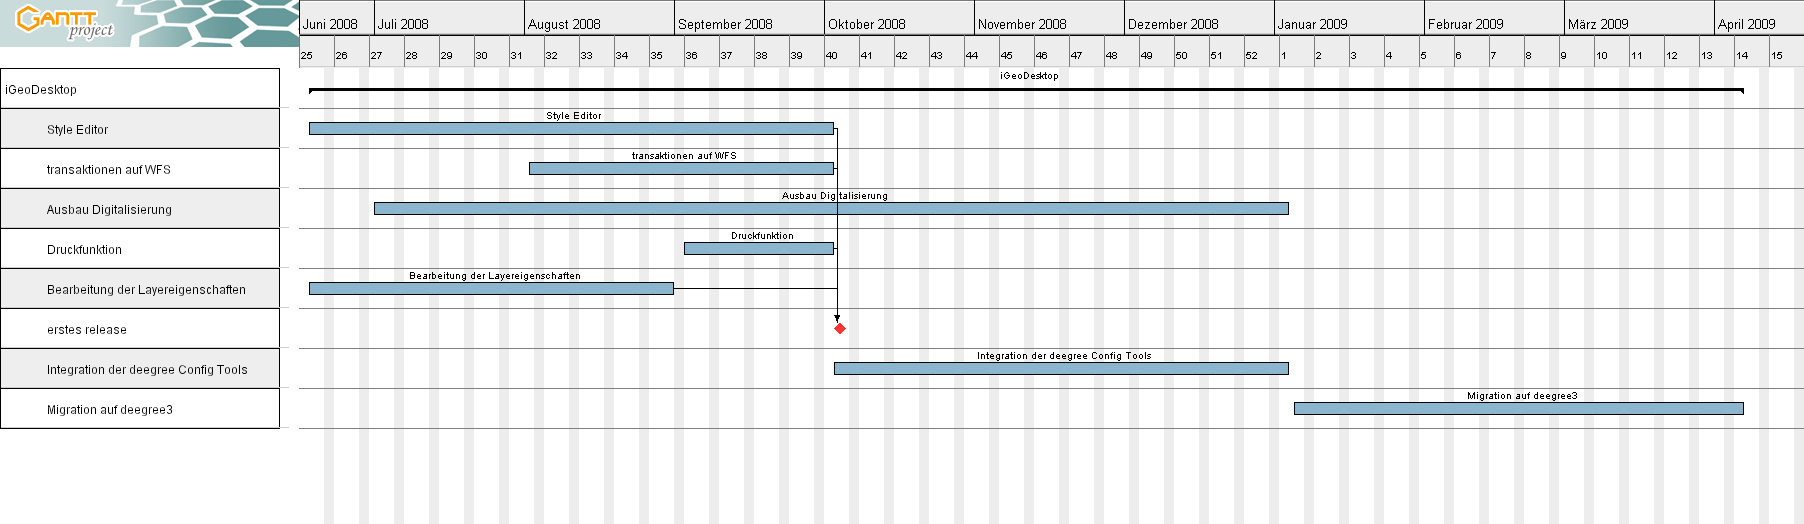 GANTT
project
Juni 2008 Juli 2008 August 2008 September 2008 Oktober 2008 November 2008 Dezember 2008 Januar 2009 Februar 2009 März 2009 April 2009
25 26 27 28 29 30 31 32 33 34 35 36 37 38 39 40 41 42 43 44 45 46 47 48 49 50 51 52 1 2 3 4 5 6 7 8 9 10 11 12 13 14 15
iGeoDesktop
iGeoDesktop
Style Editor
Style Editor
transaktionen auf WFS
transaktionen auf WFS
Ausbau Digitalisierung
Ausbau Digitalisierung
Druckfunktion
Druckfunktion
Bearbeitung der Layereigenschaften
Bearbeitung der Layereigenschaften
erstes release
Integration der deegree Config Tools
Integration der deegree Config Tools
Migration auf deegree3
Migration auf deegree3